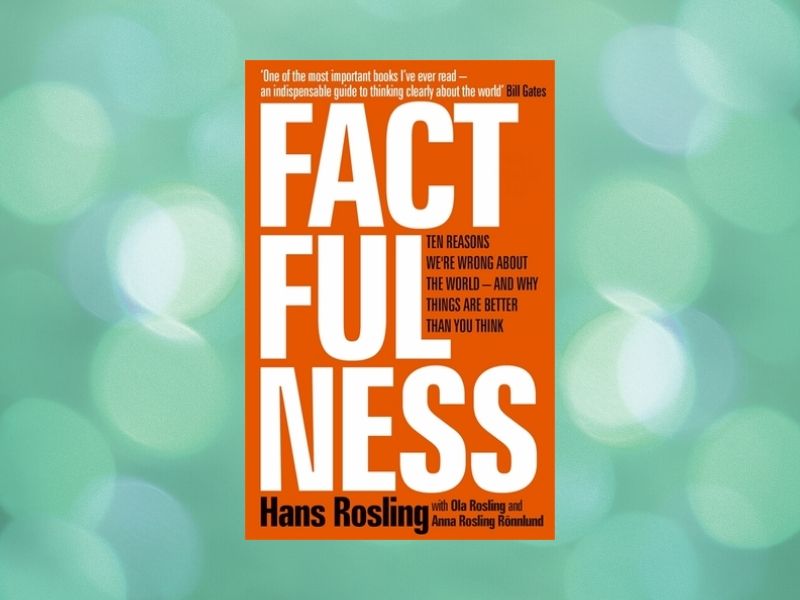 'One of the most important books I've ever read –
an indispensable guide to thinking clearly about the world' Bill Gates
FACT
FUL
TEN REASONS
WE'RE WRONG ABOUT
THE WORLD – AND WHY
THINGS ARE BETTER
THAN YOU THINK
NESS
Hans Rosling with Ola Rosling and
Anna Rosling Rönnlund